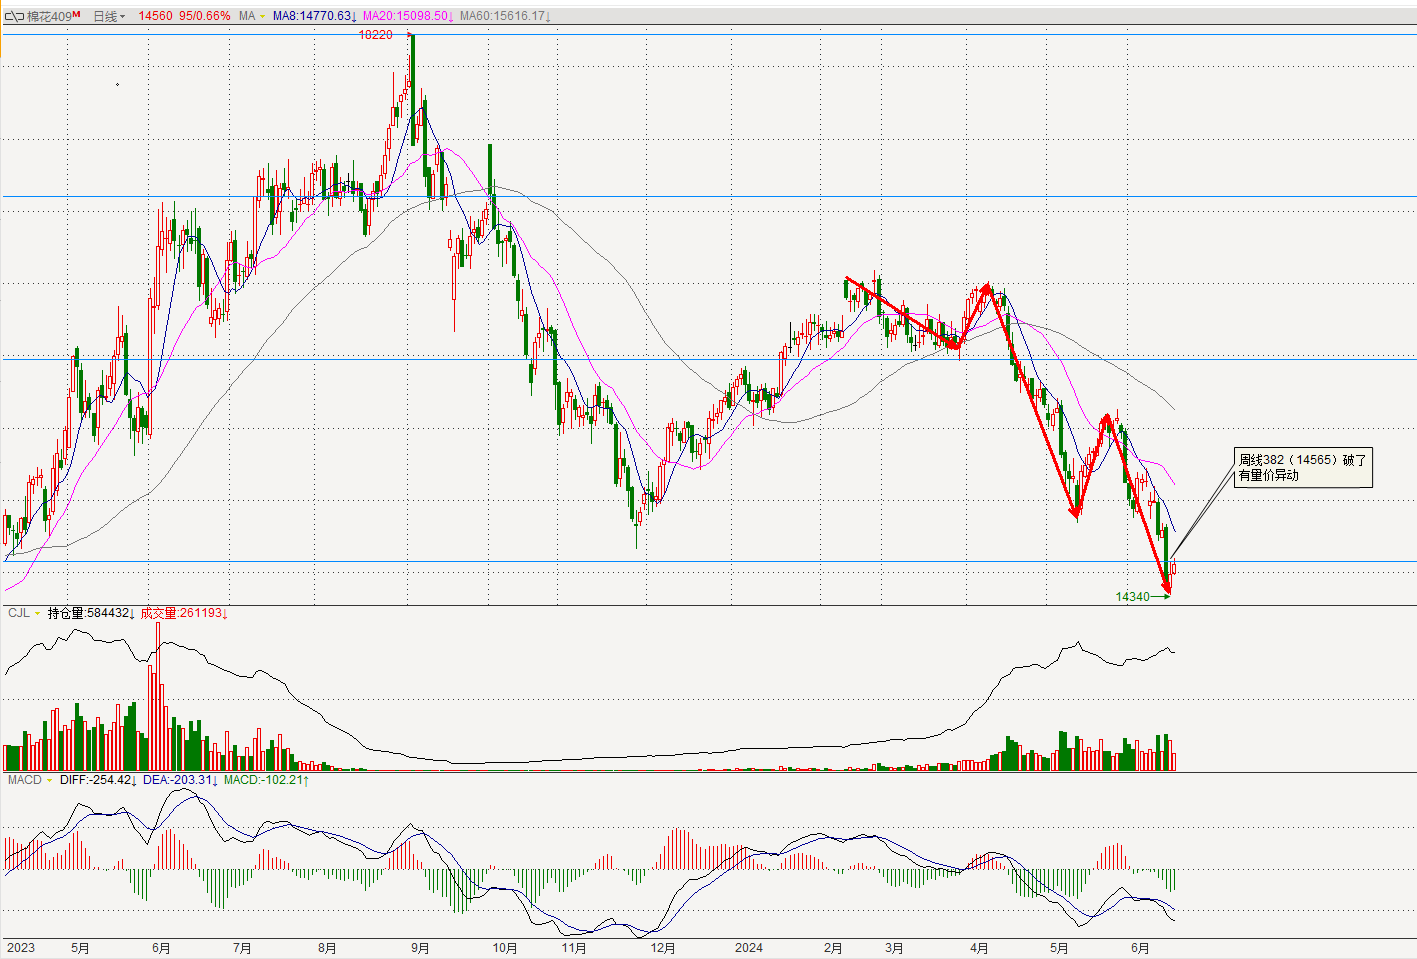 棉花409M 日线 14560 95/0.66% MA MA8:14770.63↓ MA20:15098.50↓ MA60:15616.17↓
18220
周线382（14565）破了
有量价异动
14340
CJL 持仓量:584432↓ 成交量:261193↓
MACD DIFF:-254.42↓ DEA:-203.31↓ MACD:-102.21↑
2023 5月 6月 7月 8月 9月 10月 11月 12月 2024 2月 3月 4月 5月 6月